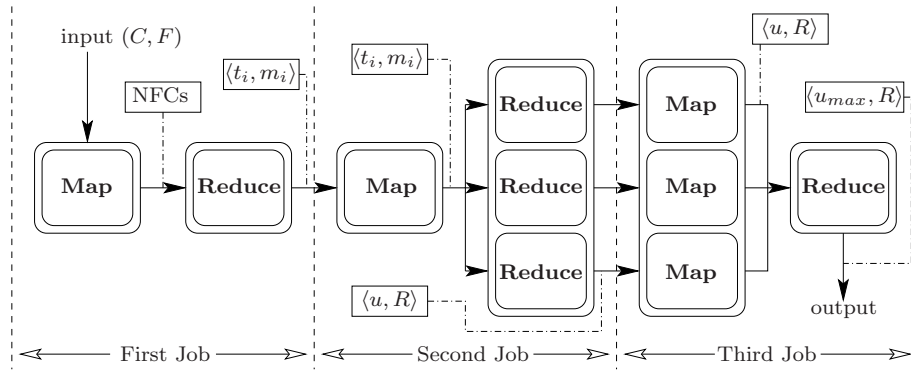 input (C, F)
NFCs
⟨t_i, m_i⟩
⟨t_i, m_i⟩
⟨u, R⟩
⟨u_max, R⟩
Map
Reduce
Map
Reduce
Reduce
Reduce
Map
Map
Map
Reduce
⟨u, R⟩
output
First Job
Second Job
Third Job